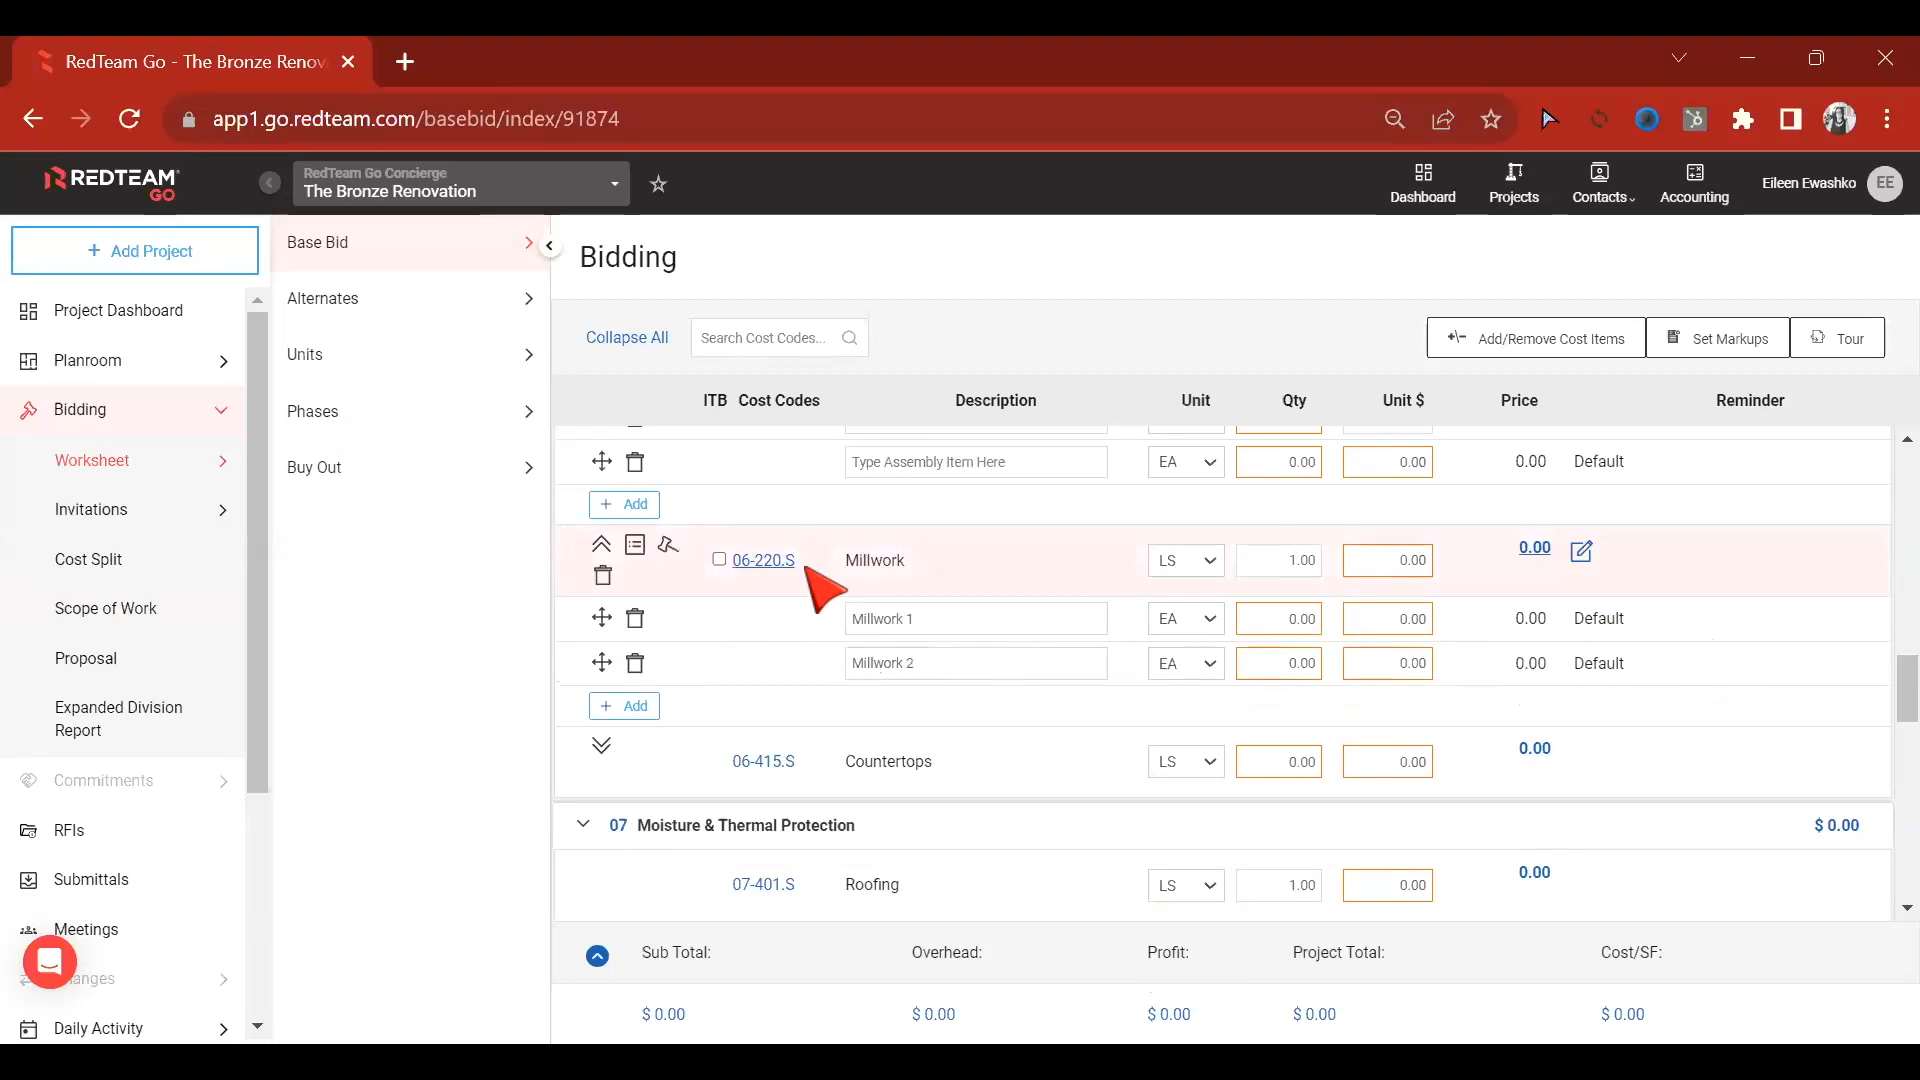 RedTeam Go - The Bronze Renov
app1.go.redteam.com/basebid/index/91874
REDTEAM GO
RedTeam Go Concierge
The Bronze Renovation
Dashboard
Projects
Contacts
Accounting
Eileen Ewashko
EE
+ Add Project
Project Dashboard
Planroom
Bidding
Worksheet
Invitations
Cost Split
Scope of Work
Proposal
Expanded Division
Report
Commitments
RFIs
Submittals
Meetings
anges
Daily Activity
Base Bid
Alternates
Units
Phases
Buy Out
Bidding
Collapse All
Search Cost Codes...
Add/Remove Cost Items
Set Markups
Tour
ITB Cost Codes Description Unit Qty Unit $ Price Reminder
Type Assembly Item Here EA 0.00 0.00 0.00 Default
+ Add
06-220.S Millwork LS 1.00 0.00 0.00
Millwork 1 EA 0.00 0.00 0.00 Default
Millwork 2 EA 0.00 0.00 0.00 Default
+ Add
06-415.S Countertops LS 0.00 0.00 0.00
07 Moisture & Thermal Protection $ 0.00
07-401.S Roofing LS 1.00 0.00 0.00
Sub Total: Overhead: Profit: Project Total: Cost/SF:
$ 0.00 $ 0.00 $ 0.00 $ 0.00 $ 0.00